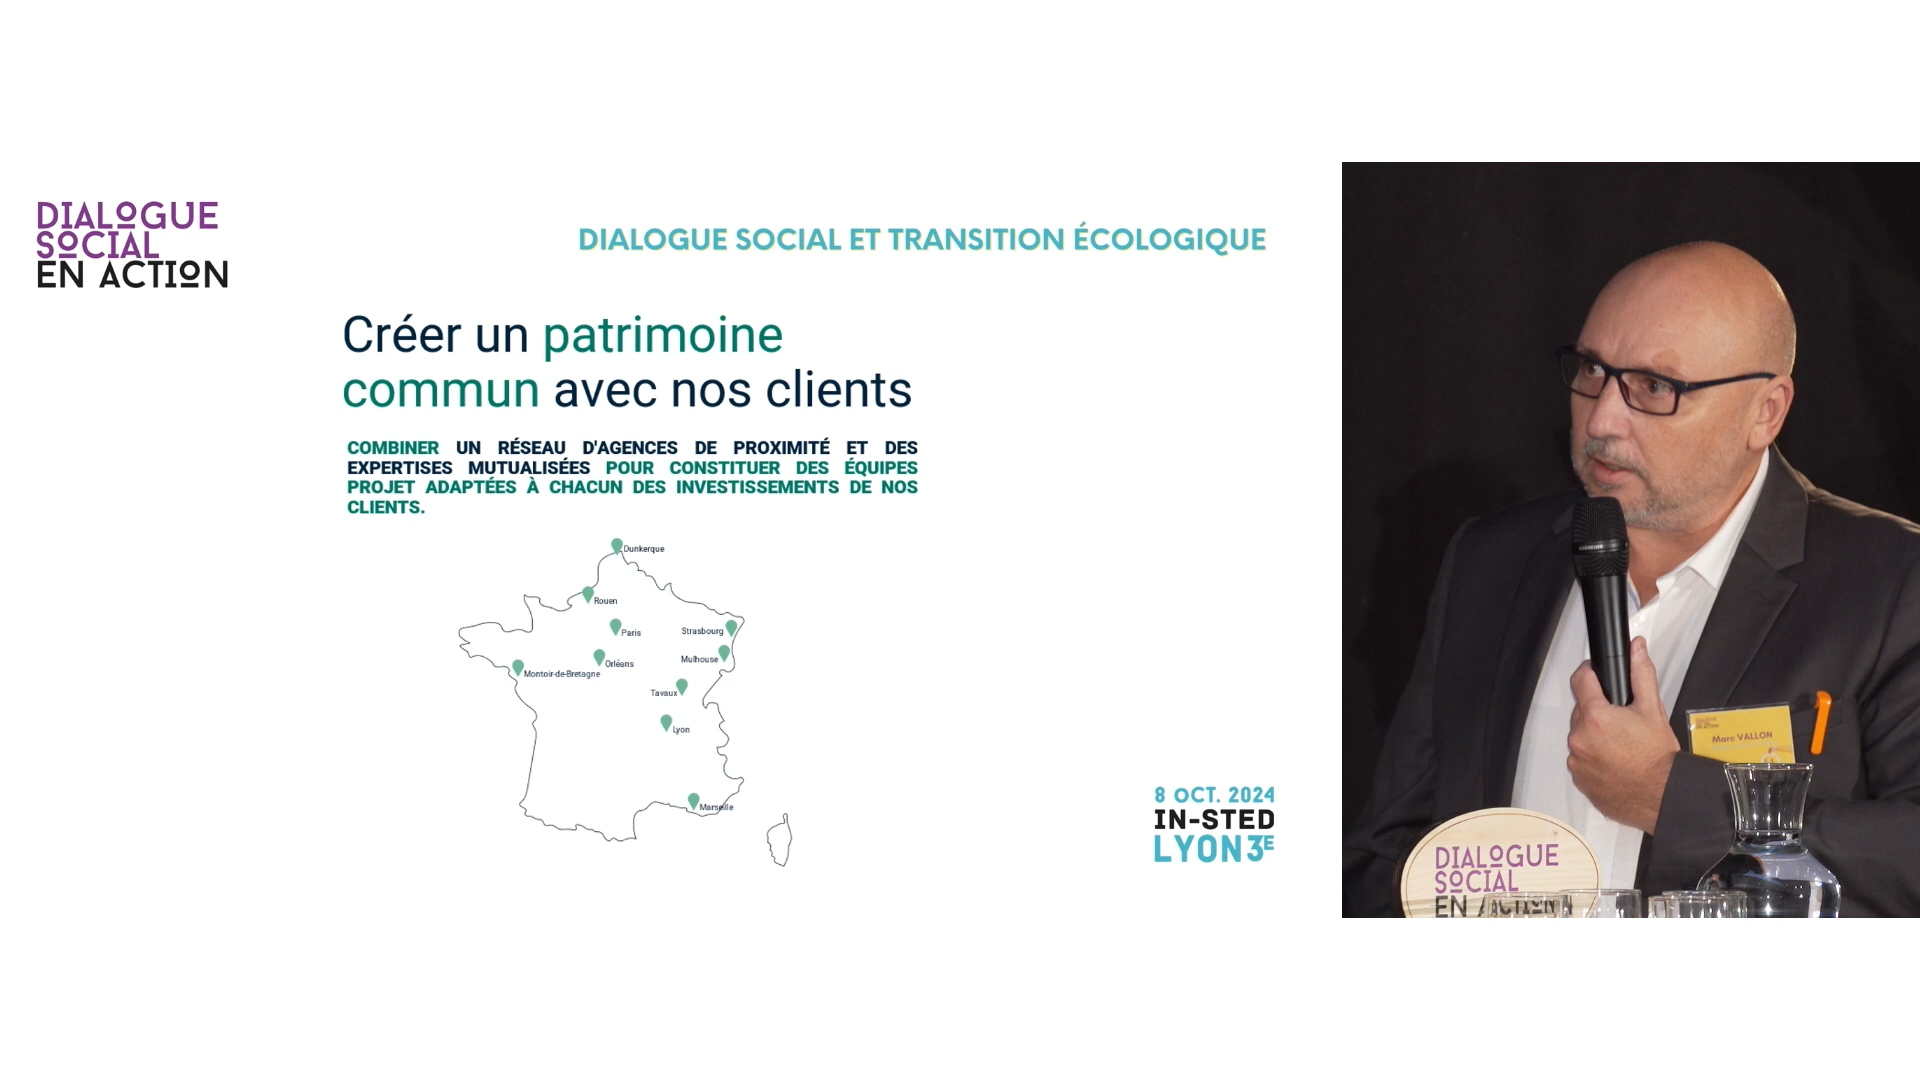 DIALOGUE
SOCIAL
EN ACTION
DIALOGUE SOCIAL ET TRANSITION ÉCOLOGIQUE
Créer un patrimoine
commun avec nos clients
COMBINER UN RÉSEAU D'AGENCES DE PROXIMITÉ ET DES
EXPERTISES MUTUALISÉES POUR CONSTITUER DES ÉQUIPES
PROJET ADAPTÉES À CHACUN DES INVESTISSEMENTS DE NOS
CLIENTS.
Dunkerque
Rouen
Paris
Strasbourg
Orléans
Mulhouse
Montoir-de-Bretagne
Tavaux
Lyon
Marseille
8 OCT. 2024
IN-STED
LYON 3E
Marc VALLON
DIALOGUE
SOCIAL
EN ACTION